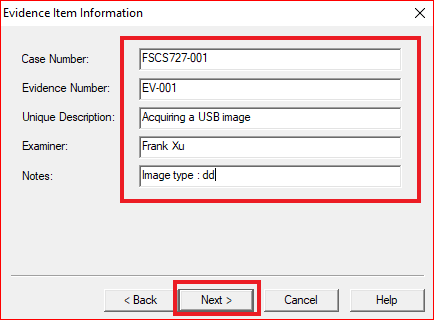 Evidence Item Information
Case Number: FSCS727-001
Evidence Number: EV-001
Unique Description: Acquiring a USB image
Examiner: Frank Xu
Notes: Image type : dd
< Back Next > Cancel Help